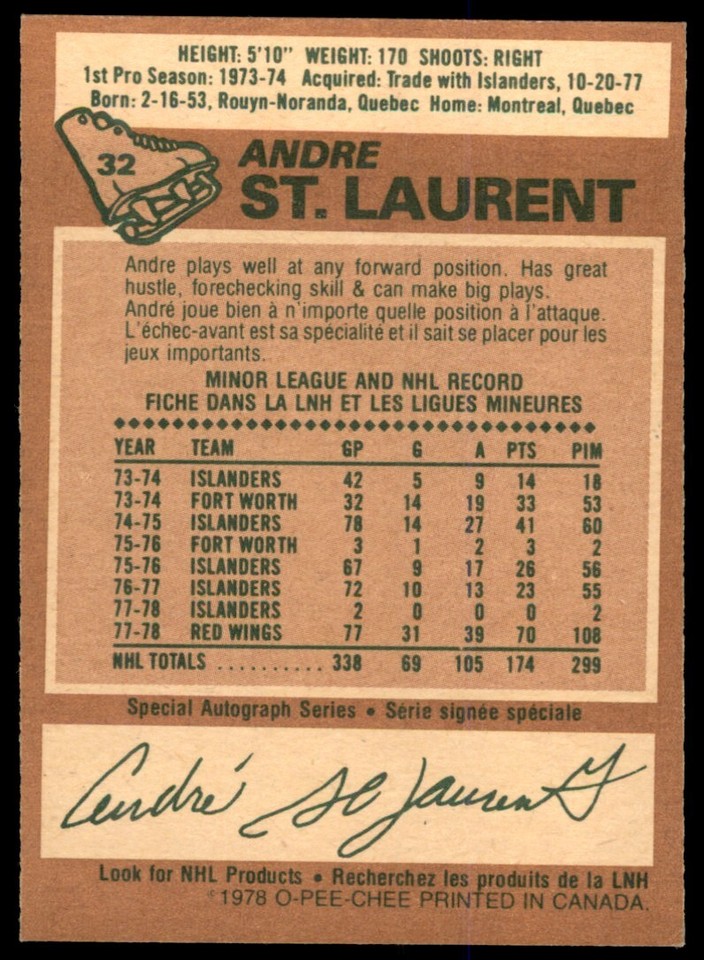 HEIGHT: 5'10" WEIGHT: 170 SHOOTS: RIGHT
1st Pro Season: 1973-74 Acquired: Trade with Islanders, 10-20-77
Born: 2-16-53, Rouyn-Noranda, Quebec Home: Montreal, Quebec
32
ANDRE
ST. LAURENT
Andre plays well at any forward position. Has great
hustle, forechecking skill & can make big plays.
André joue bien à n'importe quelle position à l'attaque.
L'échec-avant est sa spécialité et il sait se placer pour les
jeux importants.
MINOR LEAGUE AND NHL RECORD
FICHE DANS LA LNH ET LES LIGUES MINEURES
YEAR TEAM GP G A PTS PIM
73-74 ISLANDERS 42 5 9 14 18
73-74 FORT WORTH 32 14 19 33 53
74-75 ISLANDERS 78 14 27 41 60
75-76 FORT WORTH 3 1 2 3 2
75-76 ISLANDERS 67 9 17 26 56
76-77 ISLANDERS 72 10 13 23 55
77-78 ISLANDERS 2 0 0 0 2
77-78 RED WINGS 77 31 39 70 108
NHL TOTALS .......... 338 69 105 174 299
Special Autograph Series • Série signée spéciale
André St Laurent
Look for NHL Products • Recherchez les produits de la LNH
©1978 O-PEE-CHEE PRINTED IN CANADA.